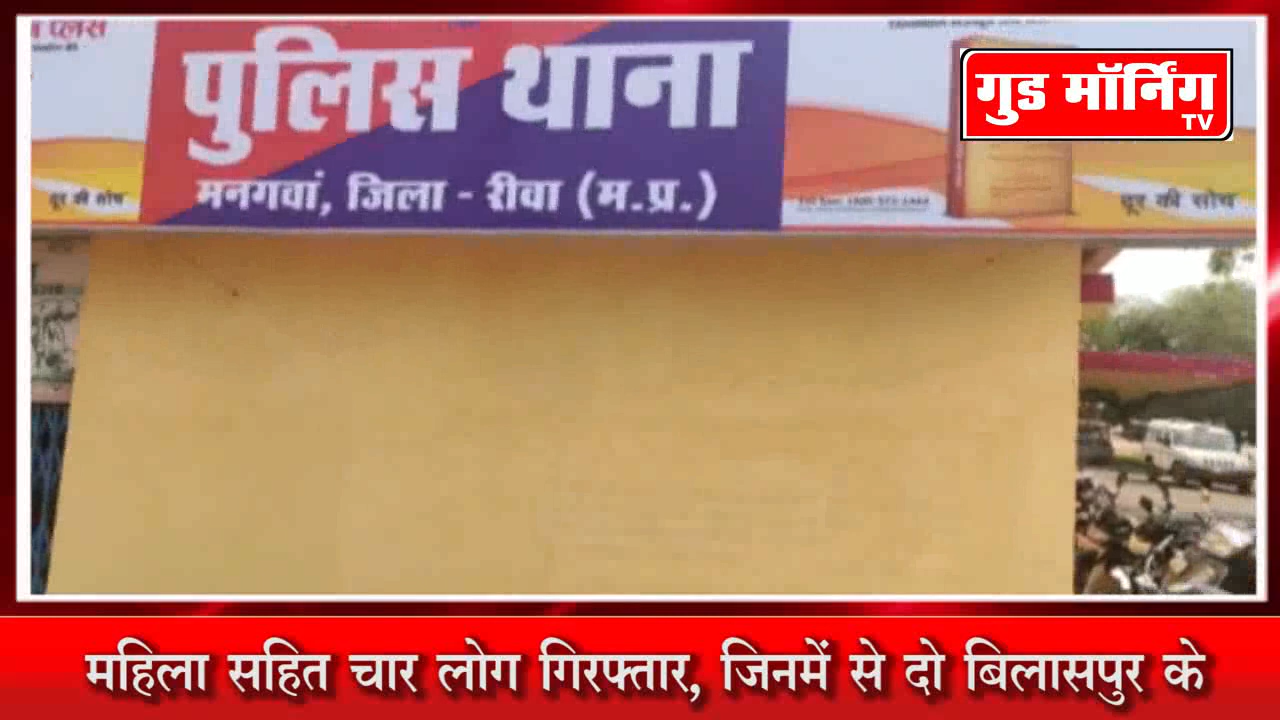 पुलिस थाना
मनगवां, जिला - रीवा (म.प्र.)
दूर की सोच
दूर की सोच
गुड मॉर्निंग
TV
महिला सहित चार लोग गिरफ्तार, जिनमें से दो बिलासपुर के